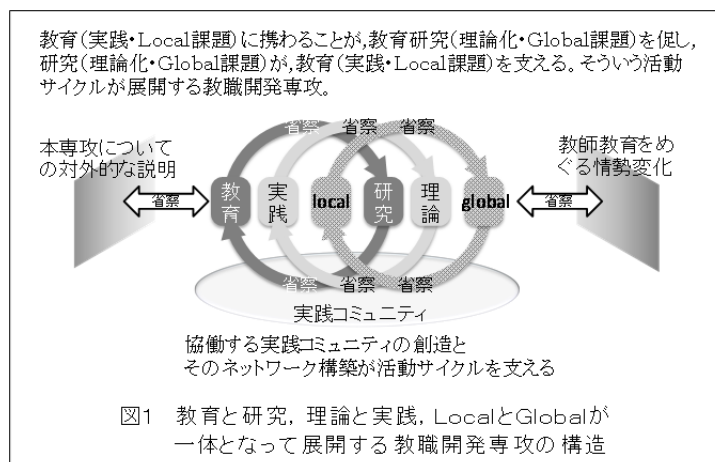 教育(実践・Local課題)に携わることが,教育研究(理論化・Global課題)を促し,
研究(理論化・Global課題)が,教育(実践・Local課題)を支える。そういう活動
サイクルが展開する教職開発専攻。
省察 省察 省察
本専攻について
の対外的な説明
教師教育をめ
ぐる情勢変化
省察 教育 実践 local 研究 理論 global 省察
省察 省察 省察
実践コミュニティ
協働する実践コミュニティの創造と
そのネットワーク構築が活動サイクルを支える
図1 教育と研究, 理論と実践, LocalとGlobalが
一体となって展開する教職開発専攻の構造